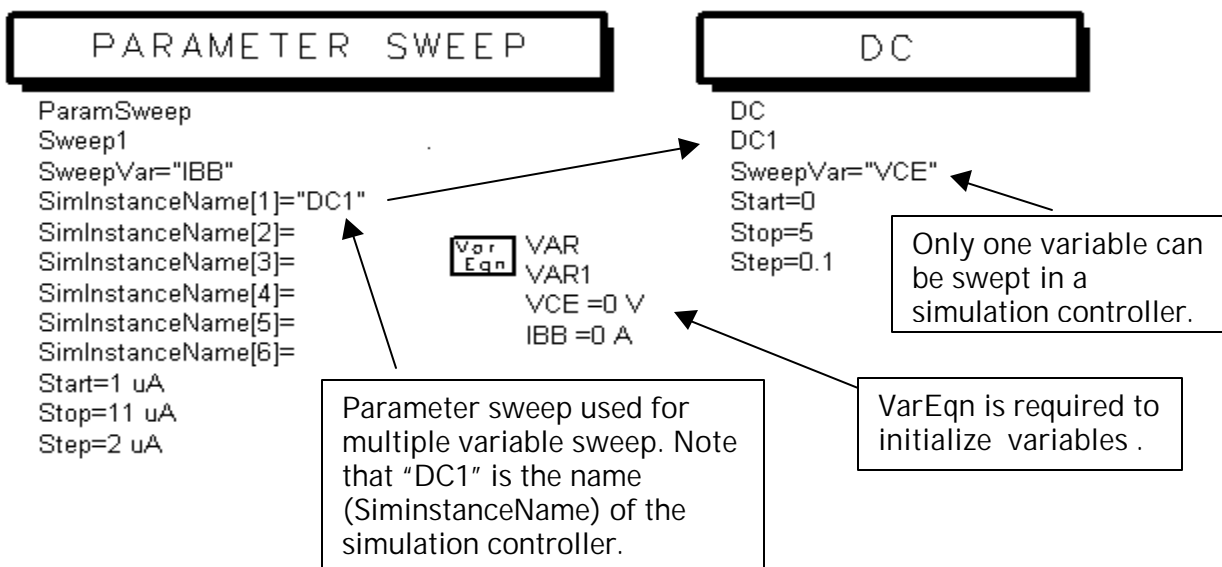 PARAMETER SWEEP
ParamSweep
Sweep1
SweepVar="IBB"
SimInstanceName[1]="DC1"
SimInstanceName[2]=
SimInstanceName[3]=
SimInstanceName[4]=
SimInstanceName[5]=
SimInstanceName[6]=
Start=1 uA
Stop=11 uA
Step=2 uA
Var
Eqn
VAR
VAR1
VCE =0 V
IBB =0 A
DC
DC
DC1
SweepVar="VCE"
Start=0
Stop=5
Step=0.1
Only one variable can
be swept in a
simulation controller.
Parameter sweep used for
multiple variable sweep. Note
that “DC1” is the name
(SiminstanceName) of the
simulation controller.
VarEqn is required to
initialize variables .